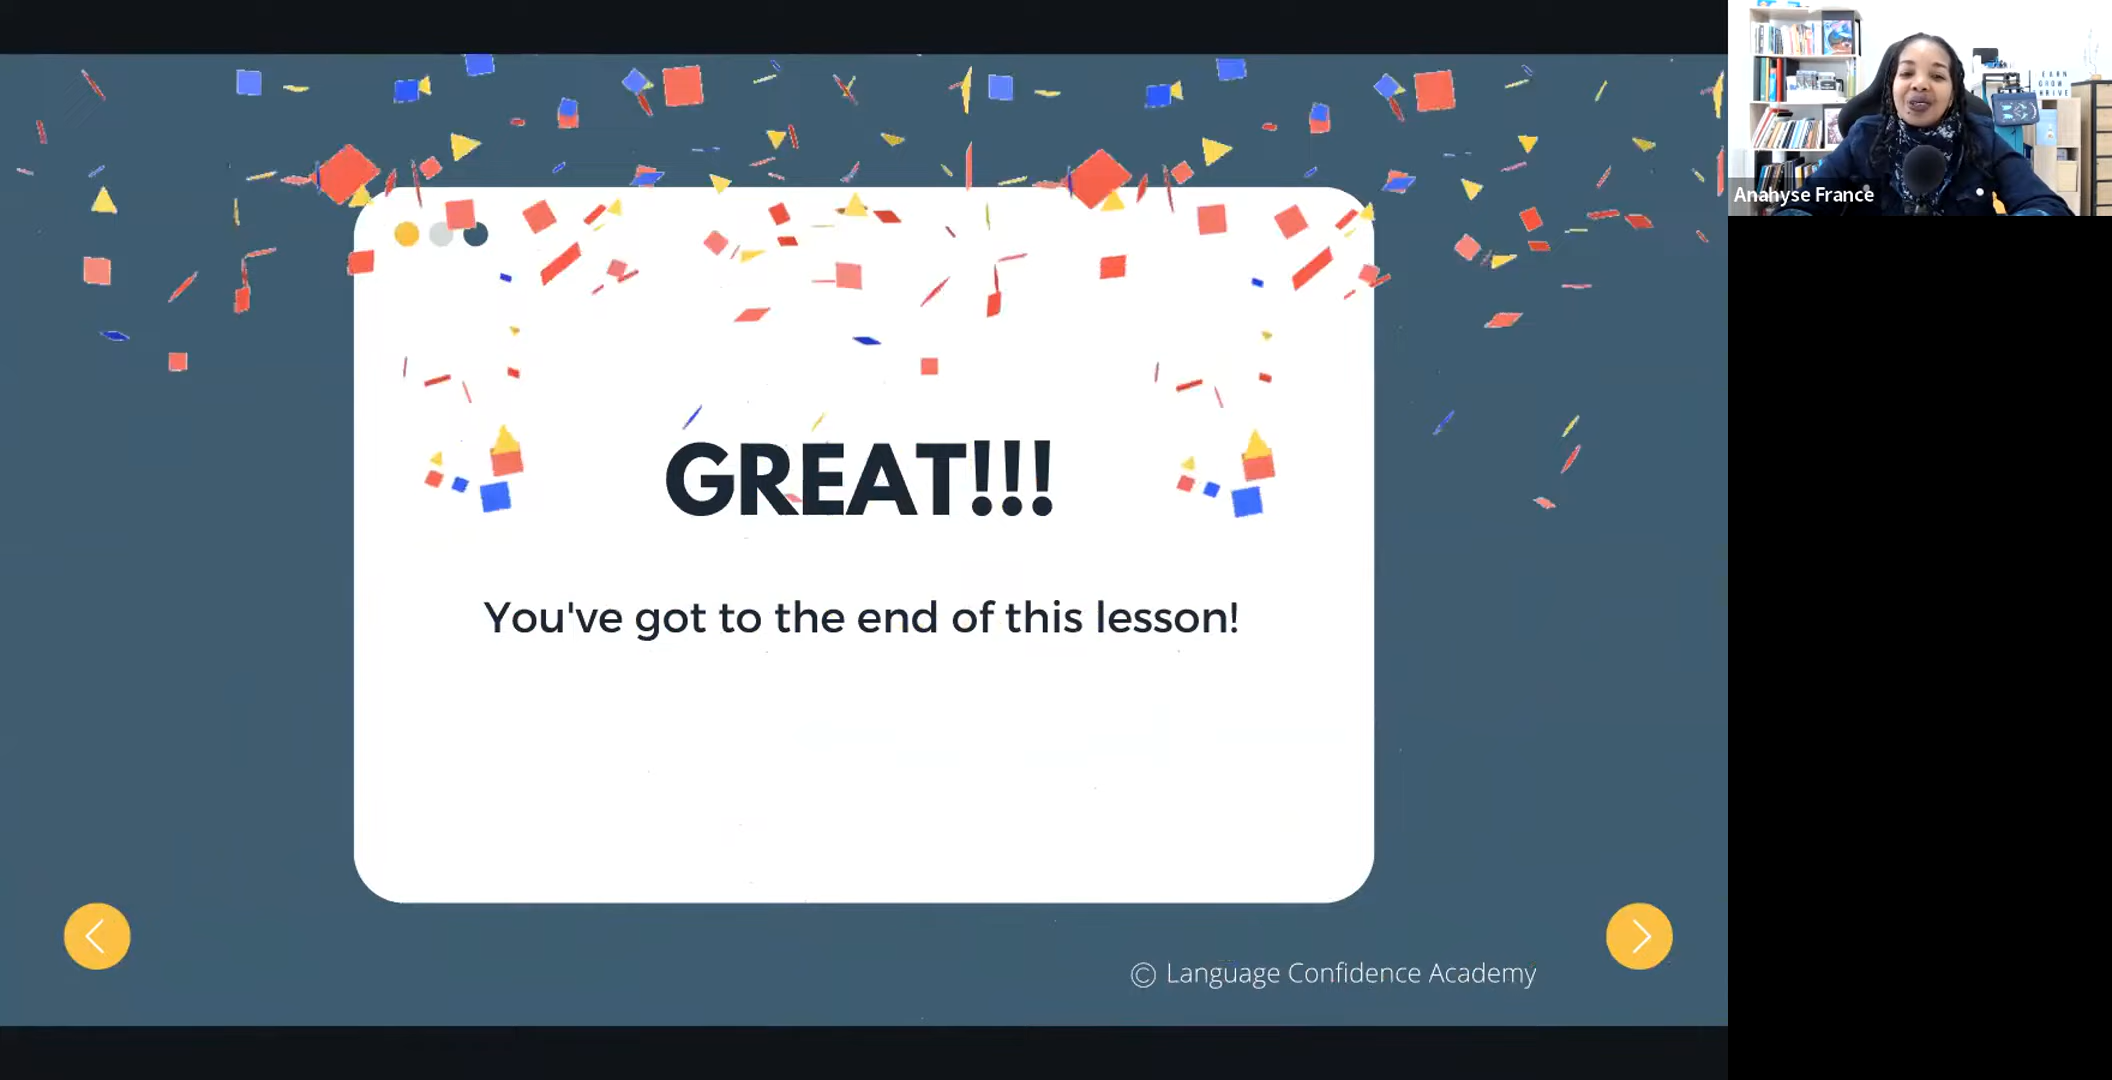 GREAT!!!
You've got to the end of this lesson!
© Language Confidence Academy
Anahyse France